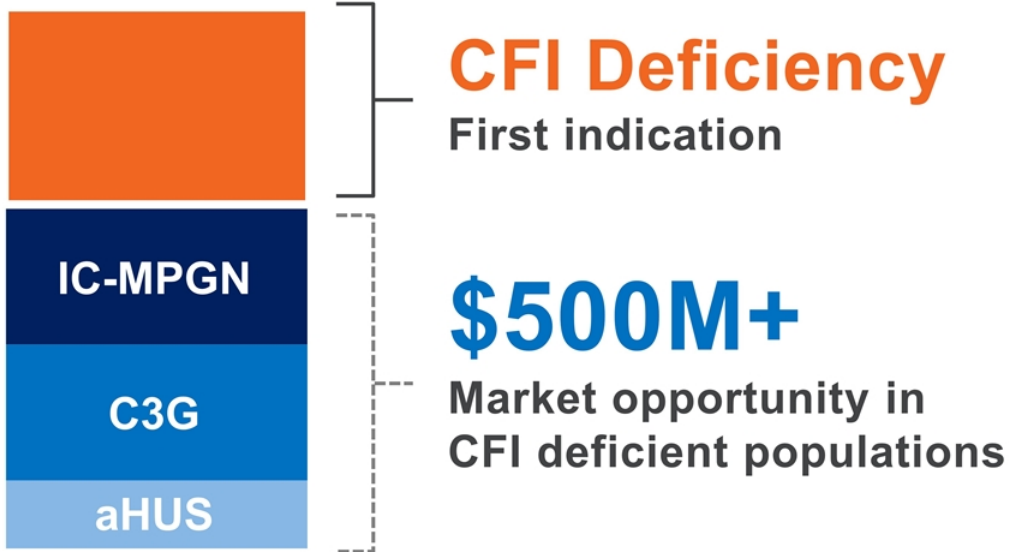 CFI Deficiency
First indication
IC-MPGN
C3G
aHUS
$500M+
Market opportunity in
CFI deficient populations